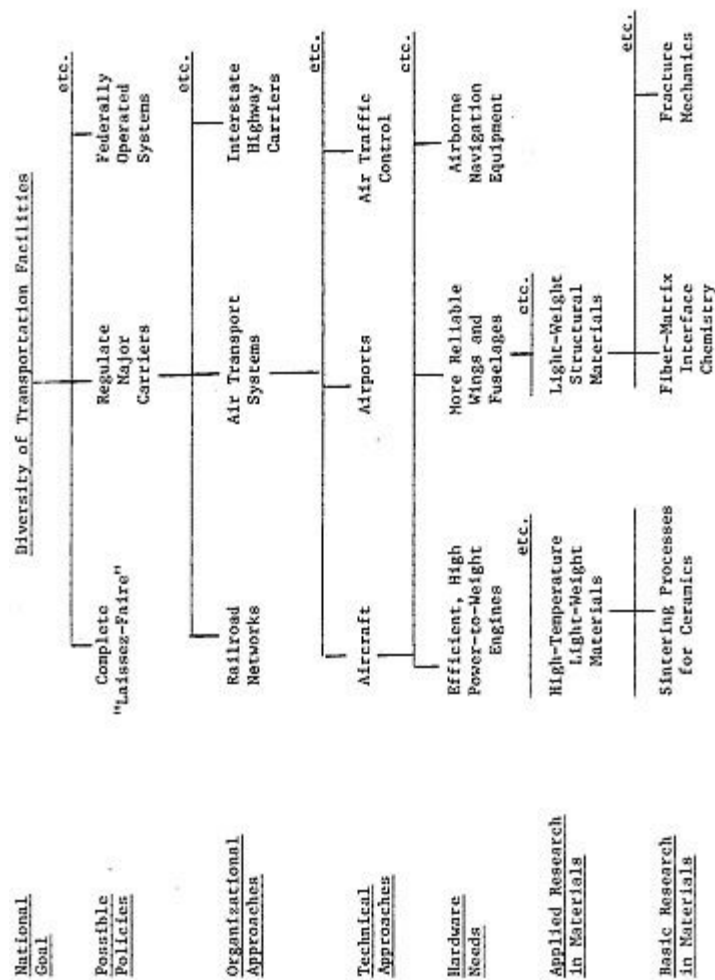 National
Goal
Diversity of Transportation Facilities
Possible
Policies
Complete
"Laissez-Faire"
Regulate
Major
Carriers
Federally
Operated
Systems
etc.
Organizational
Approaches
Railroad
Networks
Air Transport
Systems
Interstate
Highway
Carriers
etc.
Technical
Approaches
Aircraft
Airports
Air Traffic
Control
etc.
Hardware
Needs
Efficient, High
Power-to-Weight
Engines
More Reliable
Wings and
Fuselages
Airborne
Navigation
Equipment
etc.
Applied Research
in Materials
High-Temperature
Light-Weight
Materials
etc.
Light-Weight
Structural
Materials
etc.
Basic Research
in Materials
Sintering Processes
for Ceramics
Fiber-Matrix
Interface
Chemistry
Fracture
Mechanics
etc.